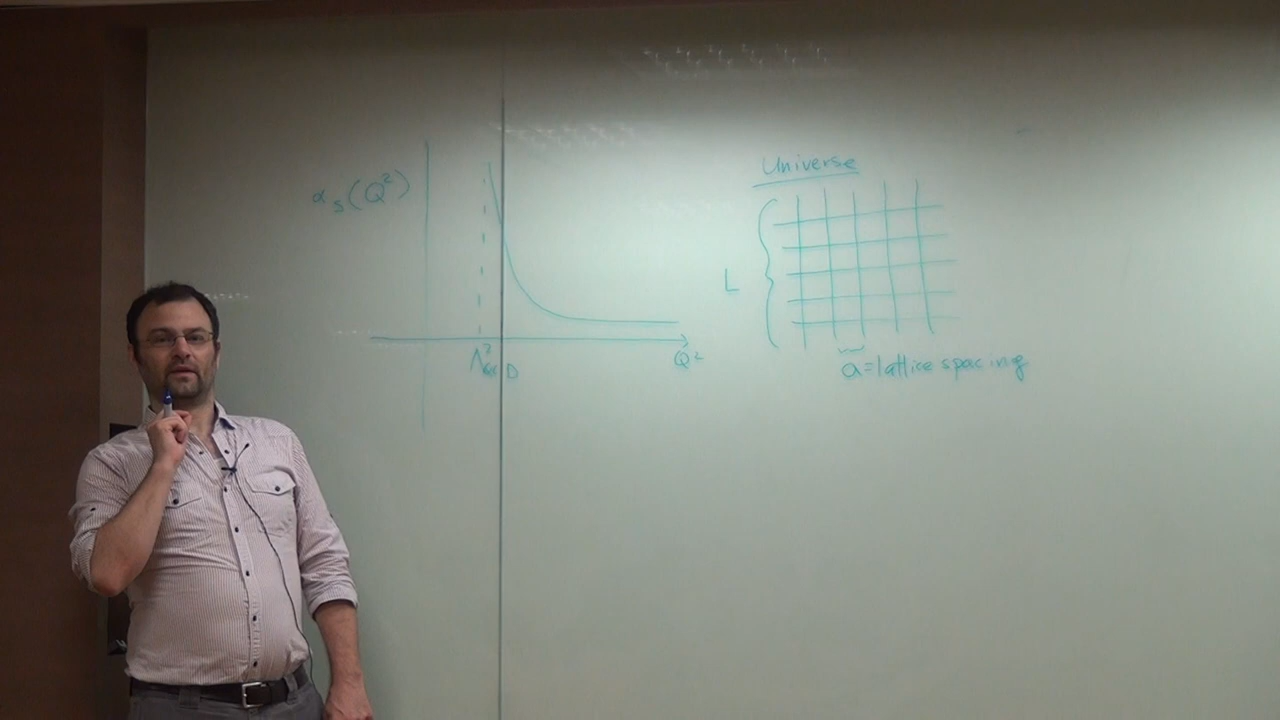 αₛ(Q²)
Λ²QCD
Q²
Universe
L
a=lattice spacing